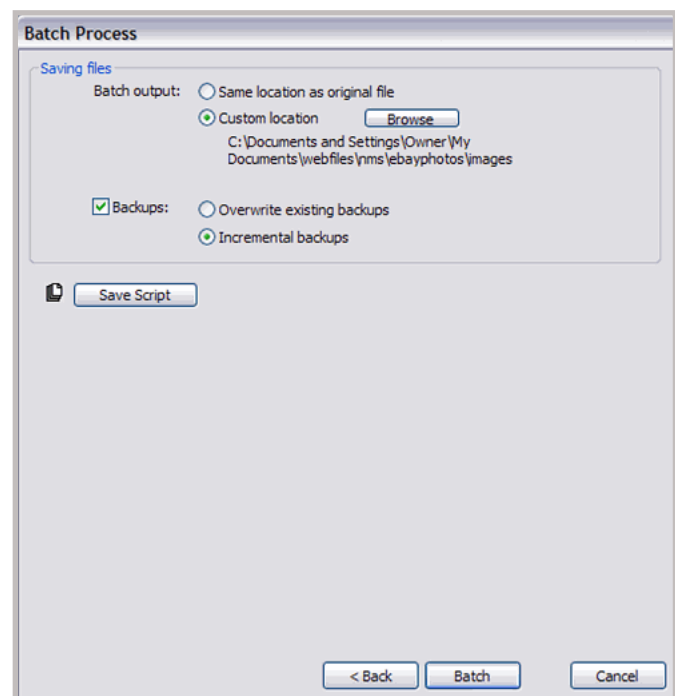 Batch Process
Saving files
Batch output:
Same location as original file
Custom location
Browse
C:\Documents and Settings\Owner\My
Documents\webfiles\nms\ebayphotos\images
Backups:
Overwrite existing backups
Incremental backups
Save Script
< Back
Batch
Cancel